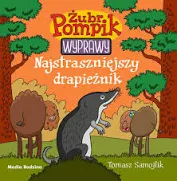 Żubr
Pompik
WYPRAWY
Najstraszniejszy
drapieżnik
Media Rodzina
Tomasz Samojlik